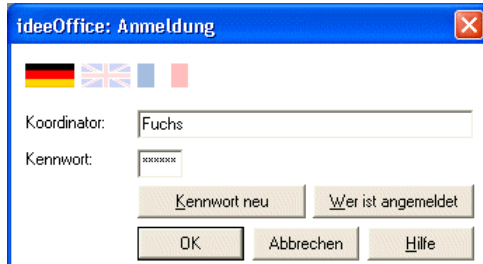 ideeOffice: Anmeldung
Koordinator: Fuchs
Kennwort: ××××××
Kennwort neu Wer ist angemeldet
OK Abbrechen Hilfe